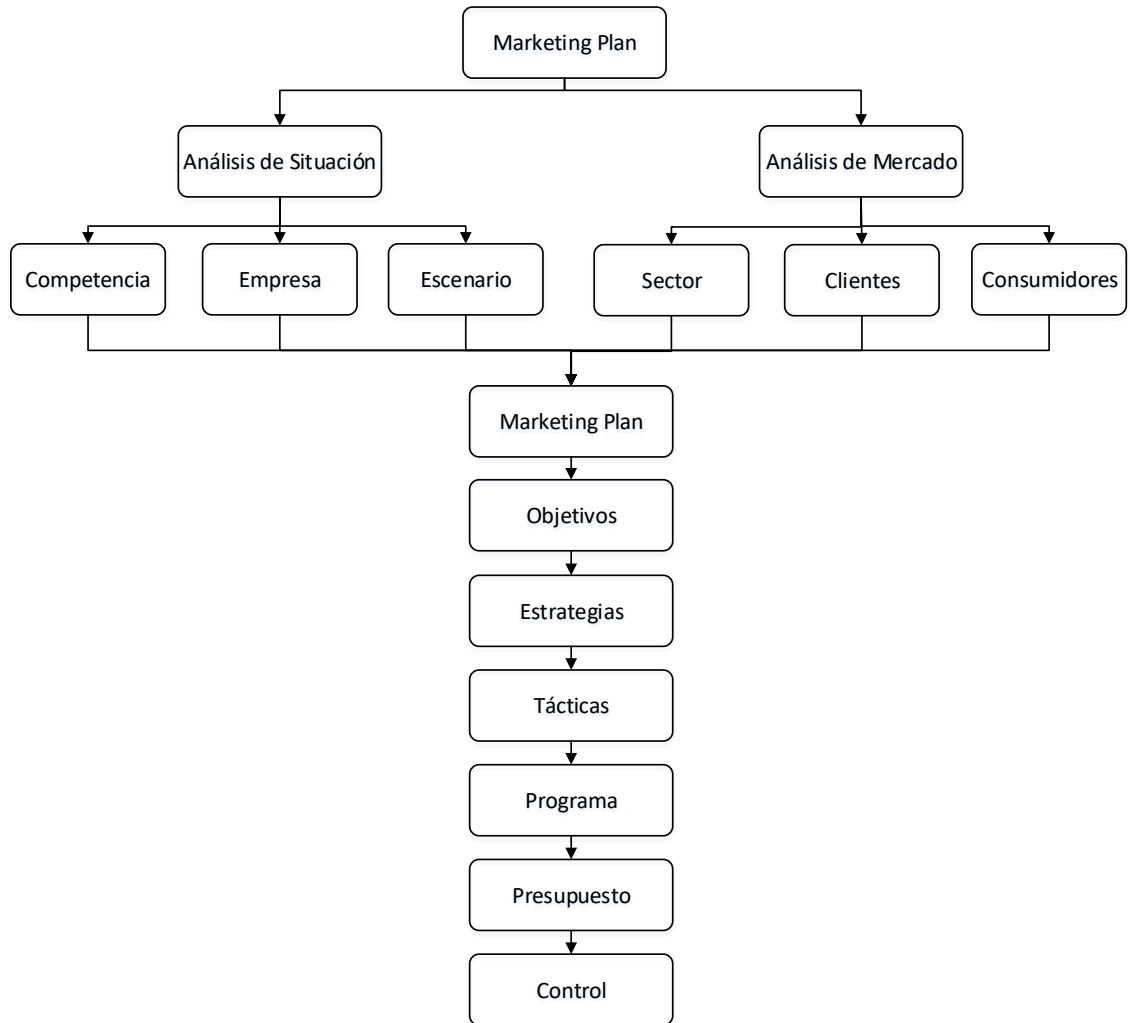 Marketing Plan
Análisis de Situación
Análisis de Mercado
Competencia
Empresa
Escenario
Sector
Clientes
Consumidores
Marketing Plan
Objetivos
Estrategias
Tácticas
Programa
Presupuesto
Control